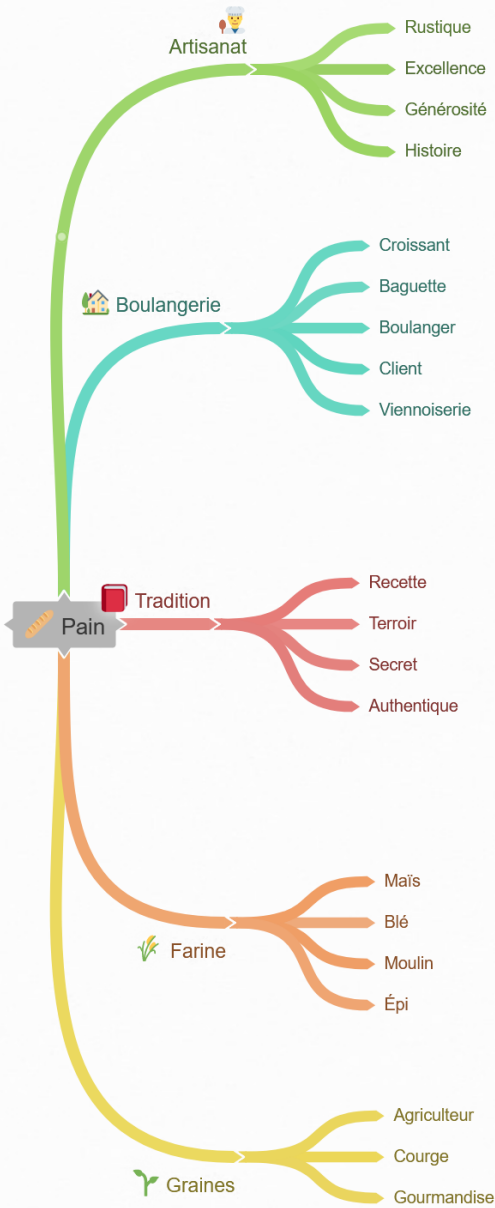 Artisanat
Rustique
Excellence
Générosité
Histoire
Boulangerie
Croissant
Baguette
Boulanger
Client
Viennoiserie
Pain
Tradition
Recette
Terroir
Secret
Authentique
Farine
Maïs
Blé
Moulin
Épi
Graines
Agriculteur
Courge
Gourmandise